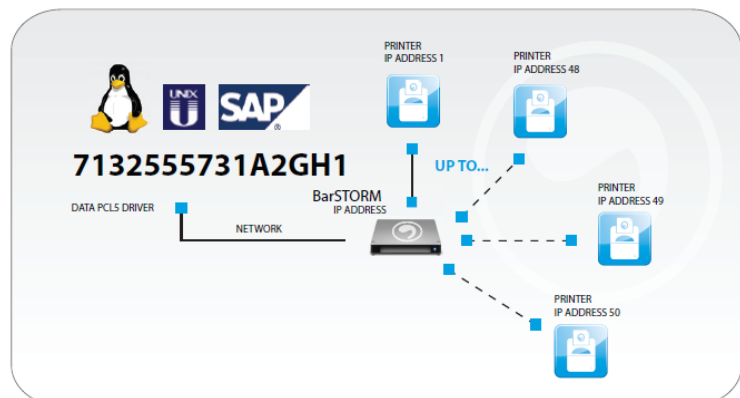 PRINTER
IP ADDRESS 1
PRINTER
IP ADDRESS 48
UNIX
SAP
7132555731A2GH1
UP TO...
DATA PCL5 DRIVER
BarSTORM
IP ADDRESS
NETWORK
PRINTER
IP ADDRESS 49
PRINTER
IP ADDRESS 50